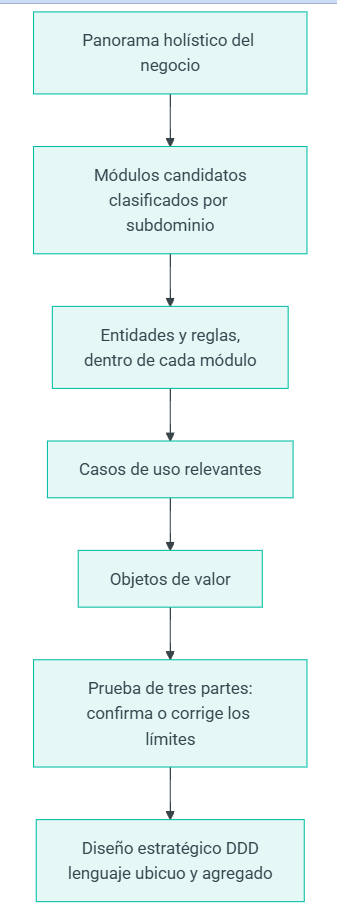 Panorama holístico del
negocio
Módulos candidatos
clasificados por
subdominio
Entidades y reglas,
dentro de cada módulo
Casos de uso relevantes
Objetos de valor
Prueba de tres partes:
confirma o corrige los
límites
Diseño estratégico DDD
lenguaje ubicuo y agregado